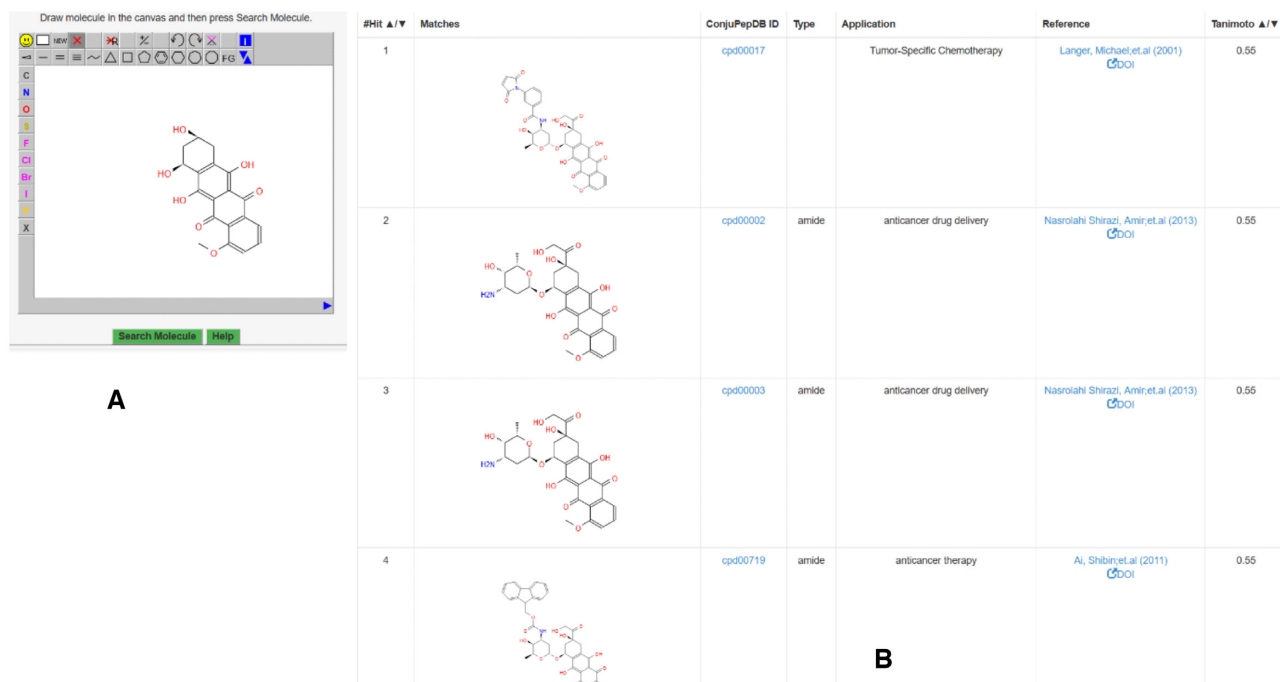 Draw molecule in the canvas and then press Search Molecule.
NEW
R
+/-
FG
C
N
O
S
F
Cl
Br
I
X
HO
HO
OH
HO
O
O
O
Search Molecule Help
A
#Hit ▲/▼ Matches ConjuPepDB ID Type Application Reference Tanimoto ▲/▼
1 cpd00017 Tumor-Specific Chemotherapy Langer, Michael;et.al (2001) 0.55
DOI
2 cpd00002 amide anticancer drug delivery Nasrolahi Shirazi, Amir;et.al (2013) 0.55
DOI
HO
O
HO
HO
O
H2N
O
OH
HO
O
O
O
3 cpd00003 amide anticancer drug delivery Nasrolahi Shirazi, Amir;et.al (2013) 0.55
DOI
HO
O
HO
HO
O
H2N
O
OH
HO
O
O
O
4 cpd00719 amide anticancer therapy Ai, Shibin;et.al (2011) 0.55
DOI
B